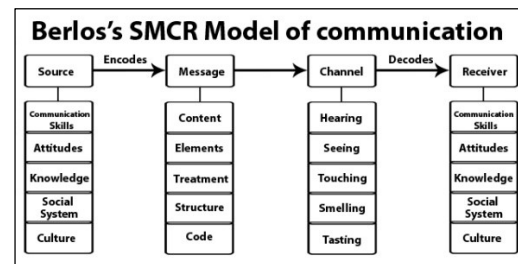 Berlos's SMCR Model of communication
Encodes
Decodes
Source
Message
Channel
Receiver
Communication
Skills
Attitudes
Knowledge
Social
System
Culture
Content
Elements
Treatment
Structure
Code
Hearing
Seeing
Touching
Smelling
Tasting
Communication
Skills
Attitudes
Knowledge
Social
System
Culture